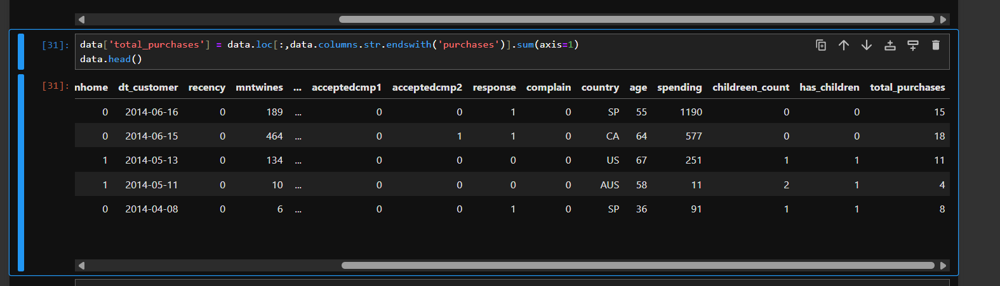 [31]: data['total_purchases'] = data.loc[:,data.columns.str.endswith('purchases')].sum(axis=1)
data.head()
[31]: nhome dt_customer recency mntwines ... acceptedcmp1 acceptedcmp2 response complain country age spending childreen_count has_children total_purchases
0 2014-06-16 0 189 ... 0 0 1 0 SP 55 1190 0 0 15
0 2014-06-15 0 464 ... 0 1 1 0 CA 64 577 0 0 18
1 2014-05-13 0 134 ... 0 0 0 0 US 67 251 1 1 11
1 2014-05-11 0 10 ... 0 0 0 0 AUS 58 11 2 1 4
0 2014-04-08 0 6 ... 0 0 1 0 SP 36 91 1 1 8